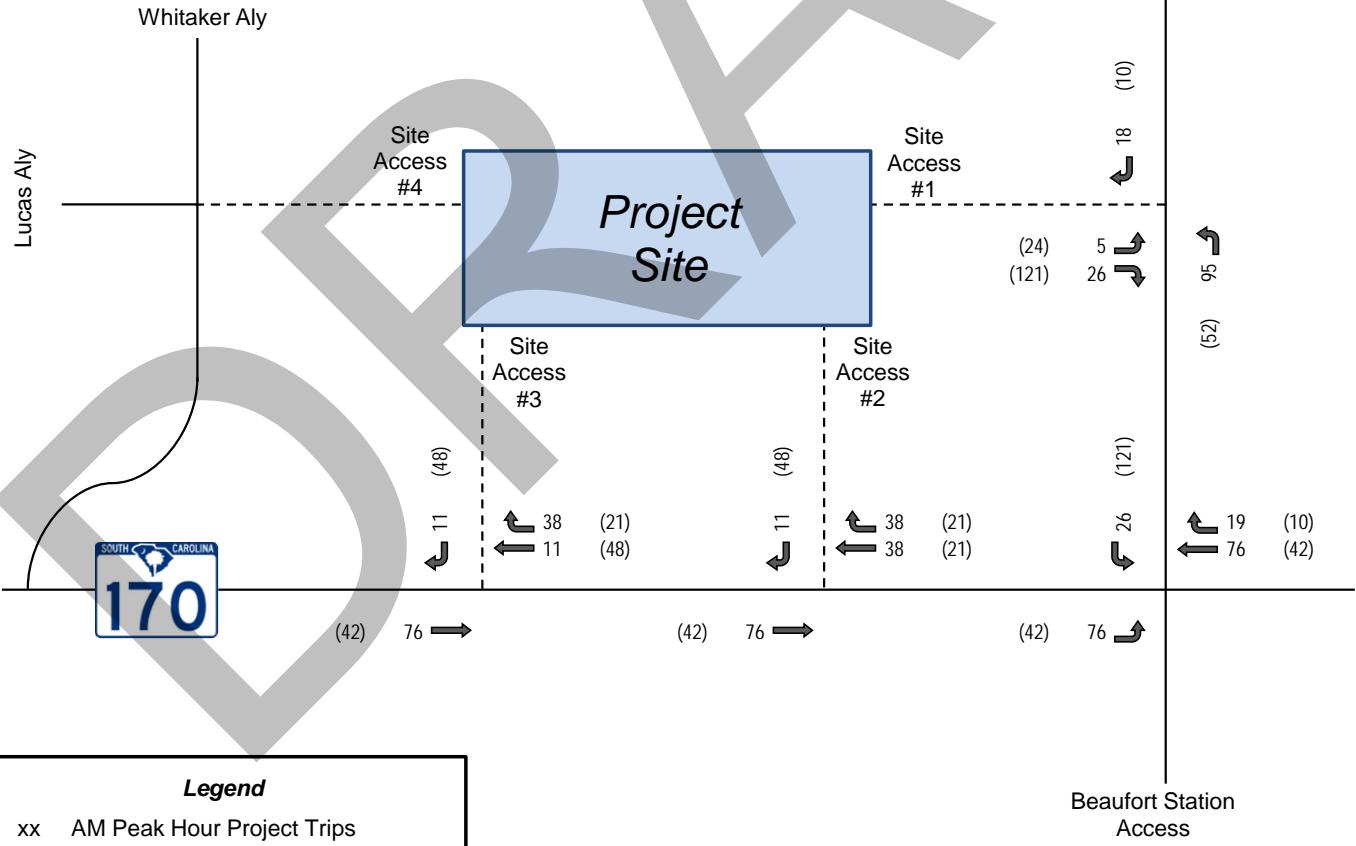 Whitaker Aly
Lucas Aly
Site
Access
#4
Project
Site
Site
Access
#1
(10)
18
(24) 5
(121) 26
95
(52)
Site
Access
#3
Site
Access
#2
(48)
11
38 (21)
11 (48)
(48)
11
38 (21)
38 (21)
(121)
26
19 (10)
76 (42)
SOUTH CAROLINA
170
(42) 76
(42) 76
(42) 76
Legend
xx AM Peak Hour Project Trips
Beaufort Station
Access
DRA